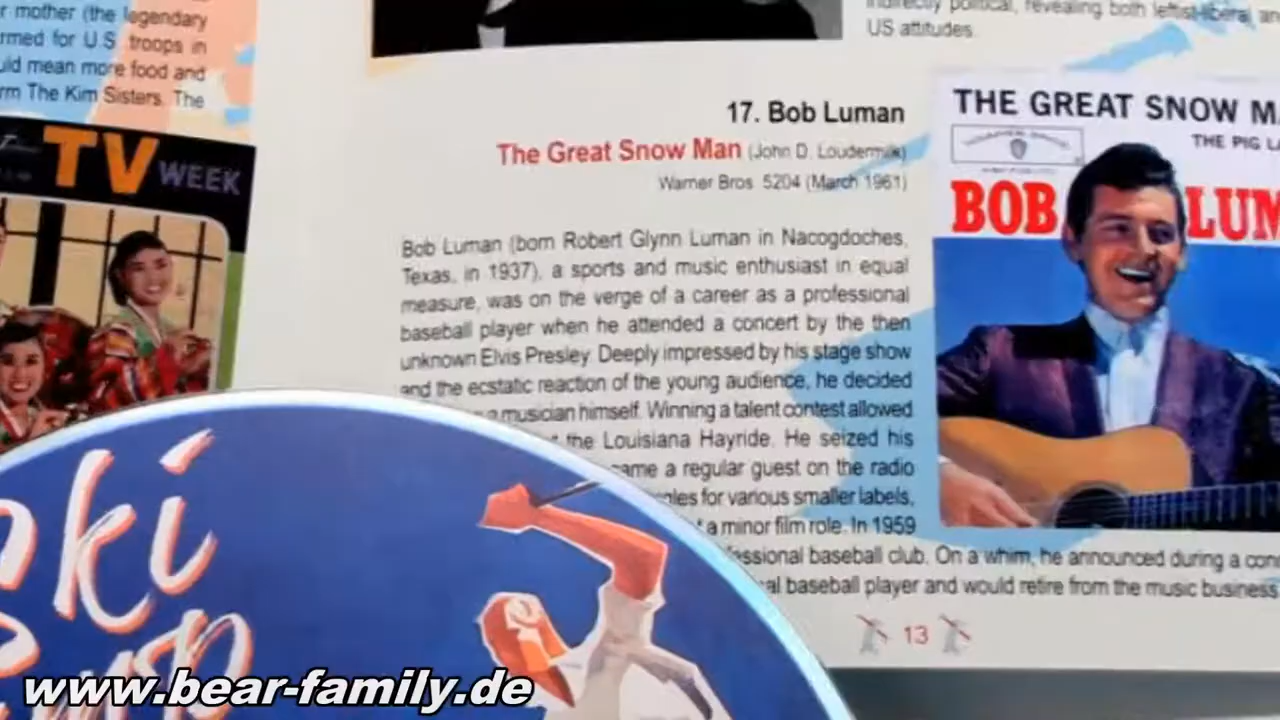 r mother (the legendary
rmed for U.S. troops in
uld mean more food and
rm The Kim Sisters. The
TV WEEK
indirectly political, revealing both leftist-liberal an
US attitudes.
17. Bob Luman
The Great Snow Man (John D. Loudermilk)
Warner Bros. 5204 (March 1961)
Bob Luman (born Robert Glynn Luman in Nacogdoches,
Texas, in 1937), a sports and music enthusiast in equal
measure, was on the verge of a career as a professional
baseball player when he attended a concert by the then
unknown Elvis Presley. Deeply impressed by his stage show
and the ecstatic reaction of the young audience, he decided
a musician himself. Winning a talent contest allowed
the Louisiana Hayride. He seized his
ame a regular guest on the radio
gles for various smaller labels,
a minor film role. In 1959
fessional baseball club. On a whim, he announced during a con
al baseball player and would retire from the music business
13
THE GREAT SNOW MA
THE PIG LA
BOB LUM
ki
www.bear-family.de